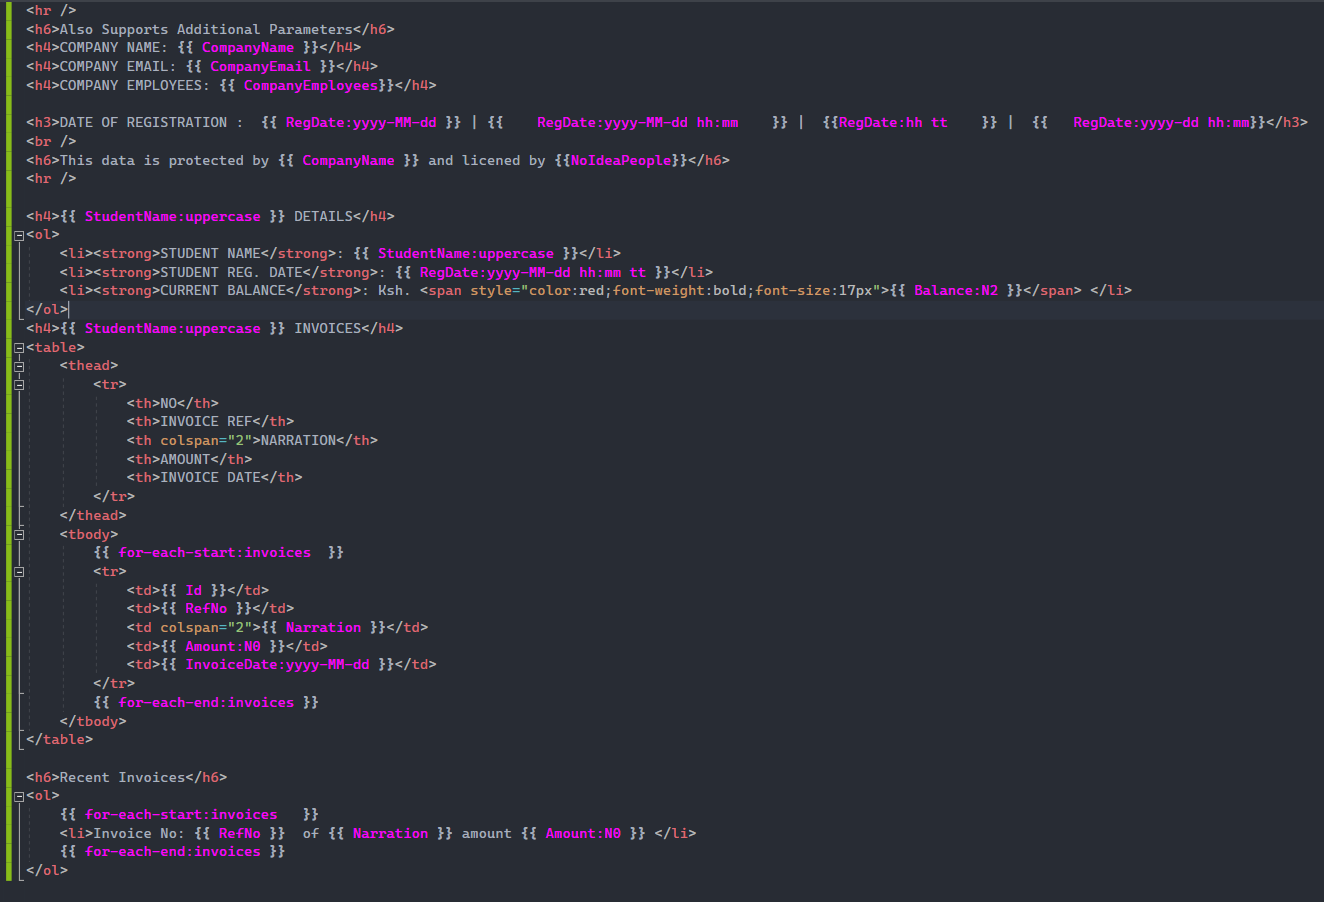 <hr />
<h6>Also Supports Additional Parameters</h6>
<h4>COMPANY NAME: {{ CompanyName }}</h4>
<h4>COMPANY EMAIL: {{ CompanyEmail }}</h4>
<h4>COMPANY EMPLOYEES: {{ CompanyEmployees}}</h4>
<h3>DATE OF REGISTRATION :  {{ RegDate:yyyy-MM-dd }} | {{    RegDate:yyyy-MM-dd hh:mm    }} |  {{RegDate:hh tt    }} |  {{   RegDate:yyyy-MM-dd hh:mm}}</h3>
<br />
<h6>This data is protected by {{ CompanyName }} and licened by {{NoIdeaPeople}}</h6>
<hr />
<h4>{{ StudentName:uppercase }} DETAILS</h4>
<ol>
    <li><strong>STUDENT NAME</strong>: {{ StudentName:uppercase }}</li>
    <li><strong>STUDENT REG. DATE</strong>: {{ RegDate:yyyy-MM-dd hh:mm tt }}</li>
    <li><strong>CURRENT BALANCE</strong>: Ksh. <span style="color:red;font-weight:bold;font-size:17px">{{ Balance:N2 }}</span> </li>
</ol>
<h4>{{ StudentName:uppercase }} INVOICES</h4>
<table>
    <thead>
        <tr>
            <th>NO</th>
            <th>INVOICE REF</th>
            <th colspan="2">NARRATION</th>
            <th>AMOUNT</th>
            <th>INVOICE DATE</th>
        </tr>
    </thead>
    <tbody>
        {{ for-each-start:invoices  }}
        <tr>
            <td>{{ Id }}</td>
            <td>{{ RefNo }}</td>
            <td colspan="2">{{ Narration }}</td>
            <td>{{ Amount:N0 }}</td>
            <td>{{ InvoiceDate:yyyy-MM-dd }}</td>
        </tr>
        {{ for-each-end:invoices }}
    </tbody>
</table>
<h6>Recent Invoices</h6>
<ol>
    {{ for-each-start:invoices   }}
    <li>Invoice No: {{ RefNo }}  of {{ Narration }} amount {{ Amount:N0 }} </li>
    {{ for-each-end:invoices }}
</ol>